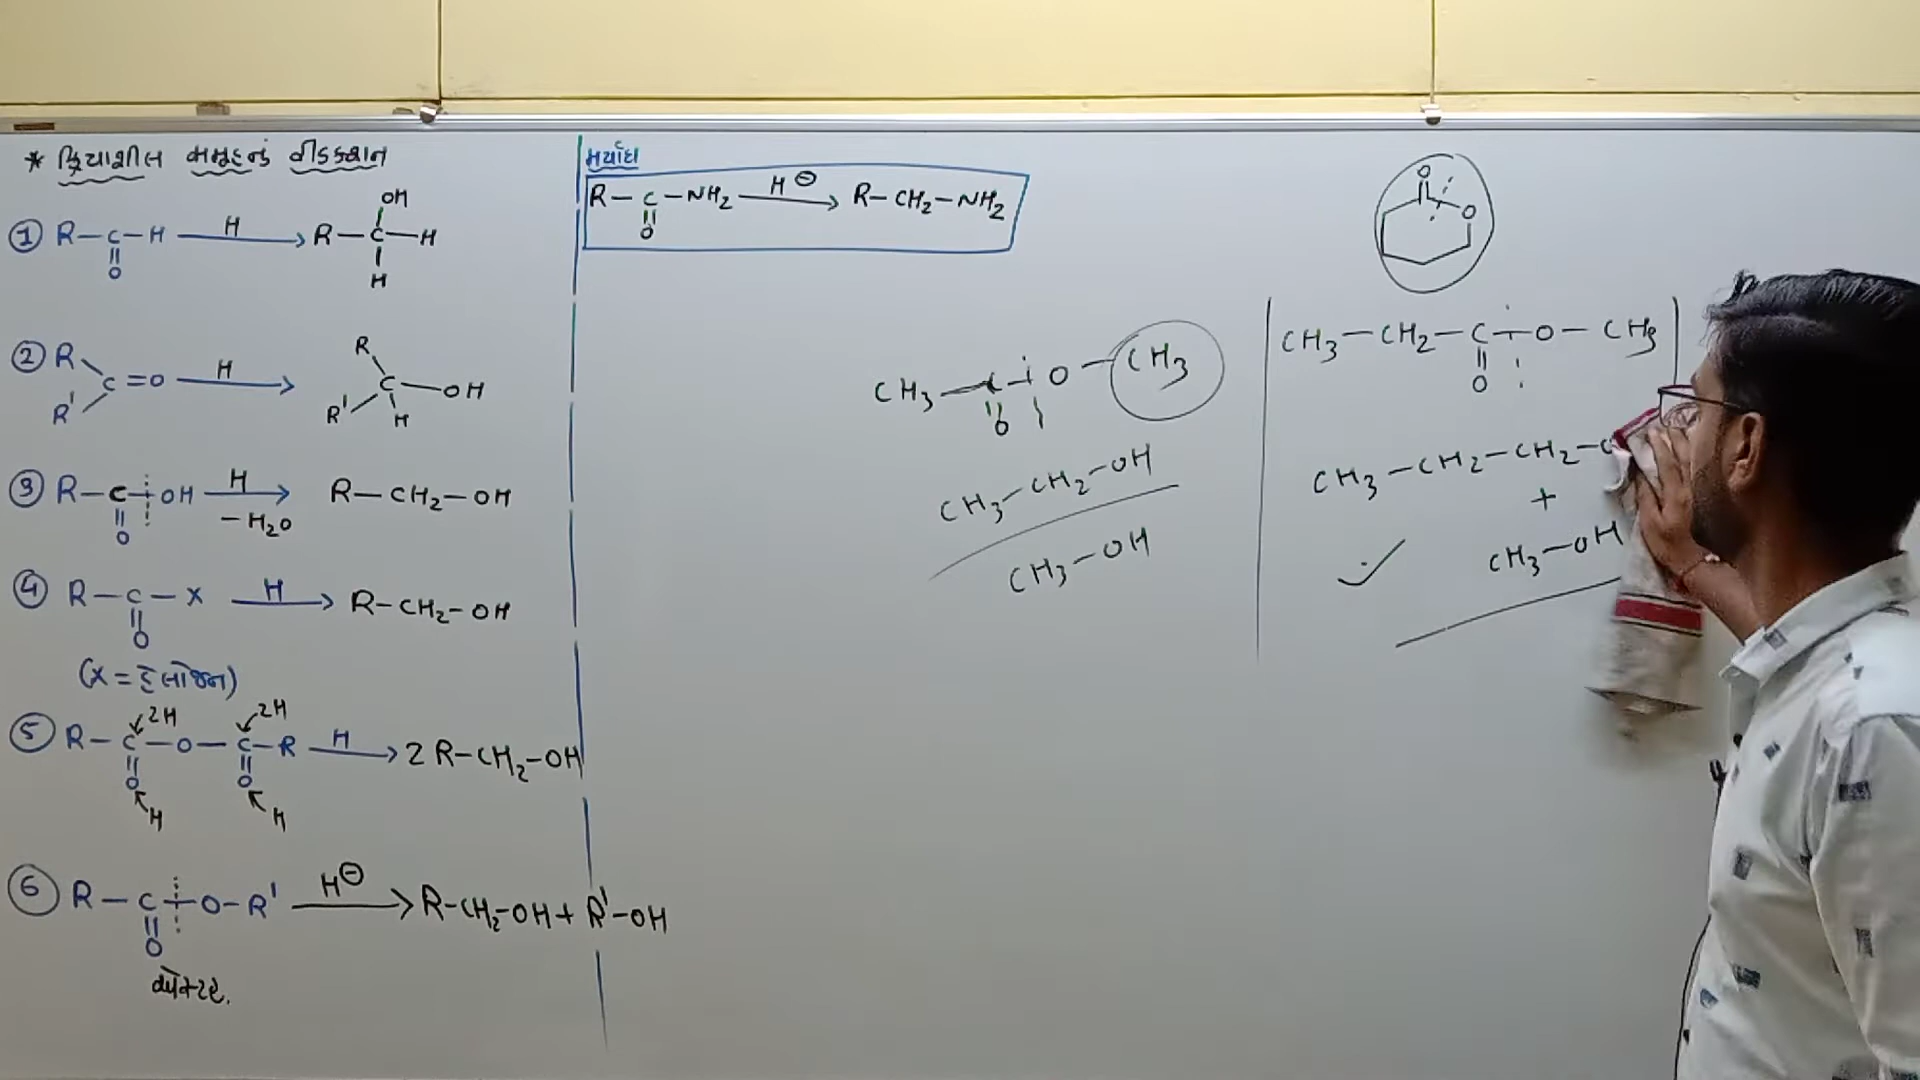 * ક્રિયાશીલ સમૂહનું રીડક્શન
① R–C–H —H→ R–C–H
||
O
OH
H
② R
R'
C=O —H→
R
R'
C–OH
H
③ R–C–OH —H→ R–CH₂–OH
||
O
–H₂O
④ R–C–X —H→ R–CH₂–OH
||
O
(X = હેલોજન)
2H 2H
⑤ R–C–O–C–R —H→ 2 R–CH₂–OH
|| ||
O O
H H
⑥ R–C–O–R' —H⊖→ R–CH₂–OH + R'–OH
||
O
મર્યાદા
R–C–NH₂ —H⊖→ R–CH₂–NH₂
||
O
CH₃–C–O–CH₃
||
O
CH₃–CH₂–OH
CH₃–OH
O
O
CH₃–CH₂–C–O–CH₃
||
O
CH₃–CH₂–CH₂–
+
CH₃–OH